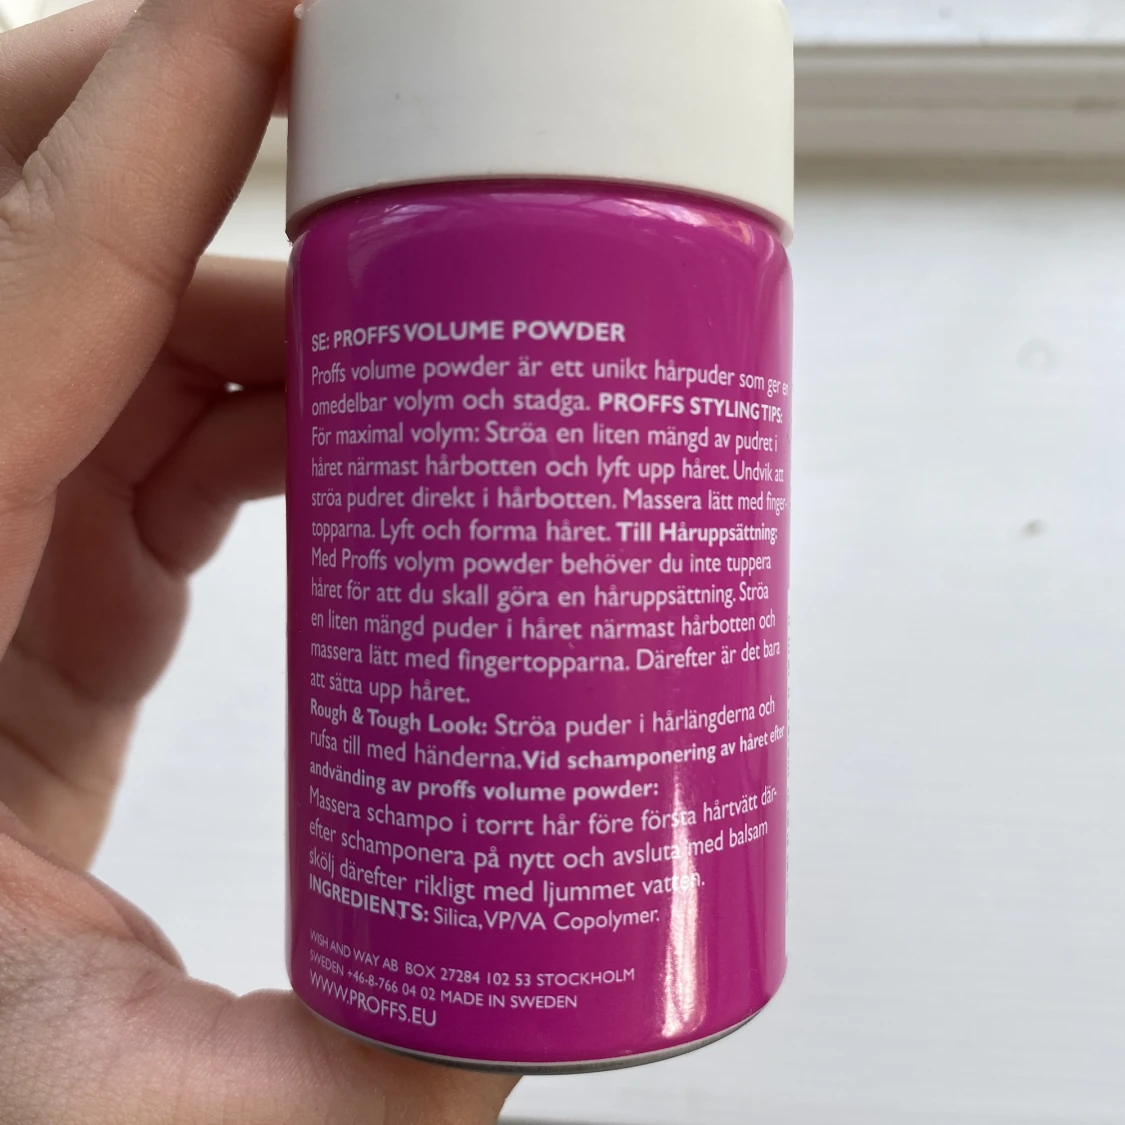 SE: PROFFS VOLUME POWDER
Proffs volume powder är ett unikt hårpuder som ger en
omedelbar volym och stadga. PROFFS STYLING TIPS:
För maximal volym: Ströa en liten mängd av pudret i
håret närmast hårbotten och lyft upp håret. Undvik att
ströa pudret direkt i hårbotten. Massera lätt med finger-
topparna. Lyft och forma håret. Till Håruppsättning:
Med Proffs volym powder behöver du inte tuppera
håret för att du skall göra en håruppsättning. Ströa
en liten mängd puder i håret närmast hårbotten och
massera lätt med fingertopparna. Därefter är det bara
att sätta upp håret.
Rough & Tough Look: Ströa puder i hårlängderna och
rufsa till med händerna. Vid schamponering av håret efter
andvänding av proffs volume powder:
Massera schampo i torrt hår före första hårtvätt där-
efter schamponera på nytt och avsluta med balsam
skölj därefter rikligt med ljummet vatten.
INGREDIENTS: Silica, VP/VA Copolymer.
WISH AND WAY AB BOX 27284 102 53 STOCKHOLM
SWEDEN +46-8-766 04 02 MADE IN SWEDEN
WWW.PROFFS.EU